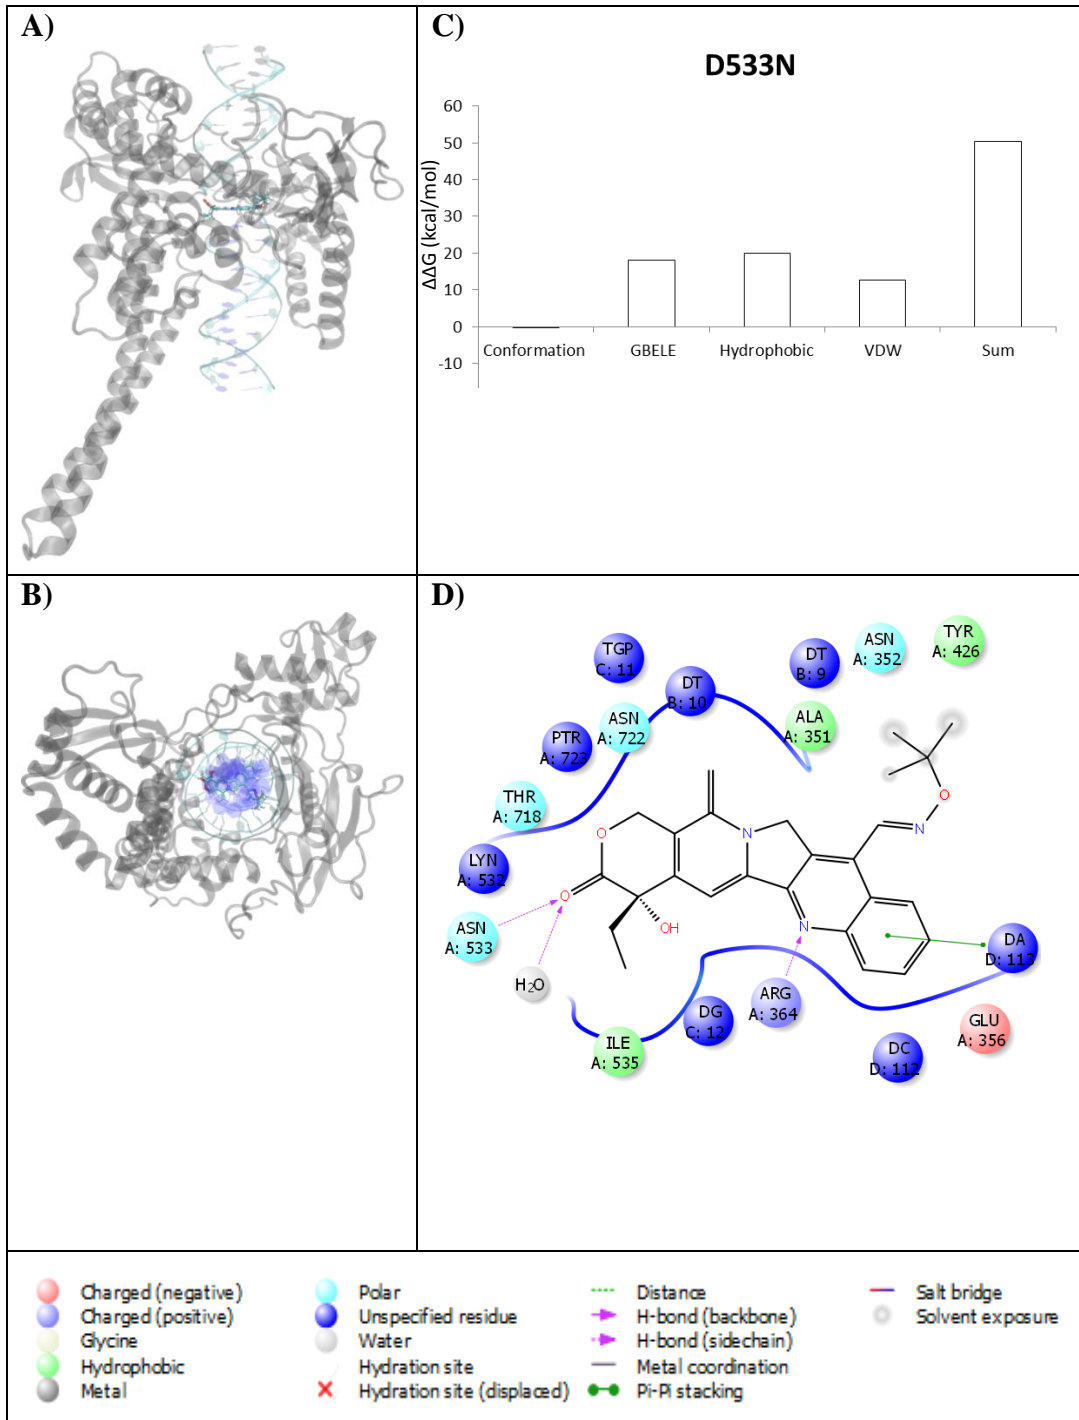 A)
C)
D533N
ΔΔG (kcal/mol)
60
50
40
30
20
10
0
-10
Conformation GBELE Hydrophobic VDW Sum
B)
D)
TGP
C: 11
DT
B: 10
DT
B: 9
ASN
A: 352
TYR
A: 426
ASN
A: 722
ALA
A: 351
PTR
A: 723
THR
A: 718
LYN
A: 532
ASN
A: 533
H2O
O
O
OH
N
N
N
O
ILE
A: 535
DG
C: 12
ARG
A: 364
DA
D: 113
GLU
A: 356
DC
D: 112
Charged (negative)
Charged (positive)
Glycine
Hydrophobic
Metal
Polar
Unspecified residue
Water
Hydration site
Hydration site (displaced)
Distance
H-bond (backbone)
H-bond (sidechain)
Metal coordination
Pi-Pi stacking
Salt bridge
Solvent exposure